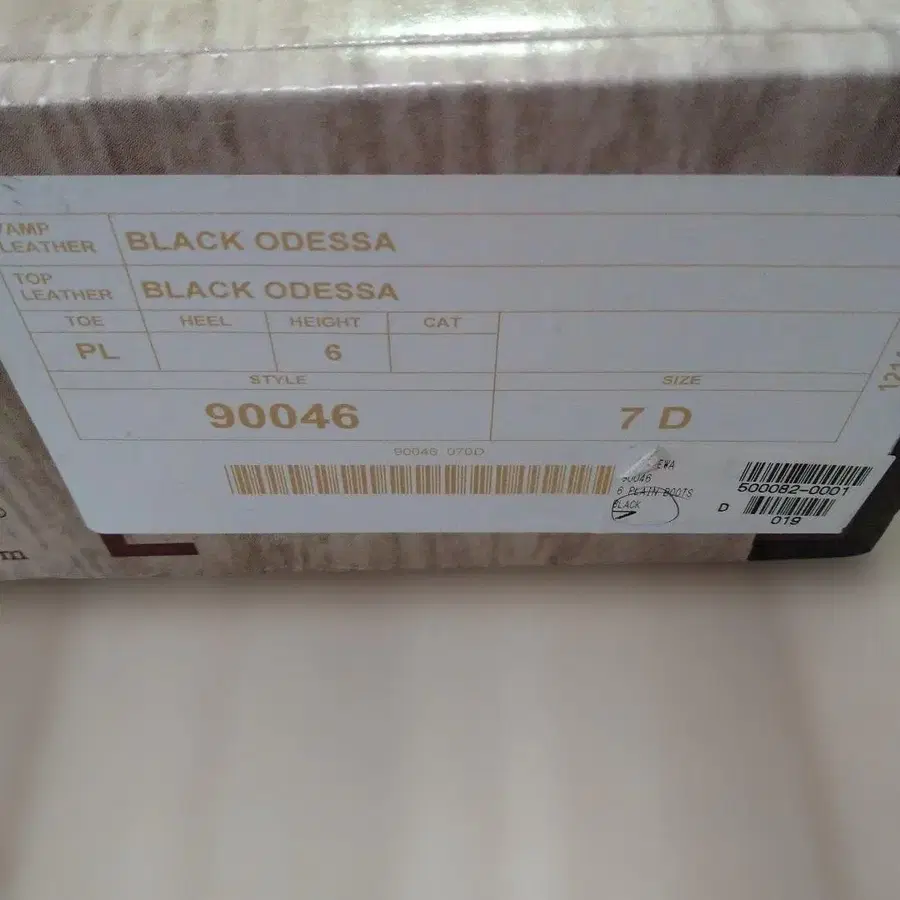 VAMP
LEATHER
BLACK ODESSA
TOP
LEATHER
BLACK ODESSA
TOE HEEL HEIGHT CAT
PL 6
STYLE SIZE
90046 7 D
90046 070D
90046
6 PLAIN BOOTS
BLACK
500082-0001
D
019
m